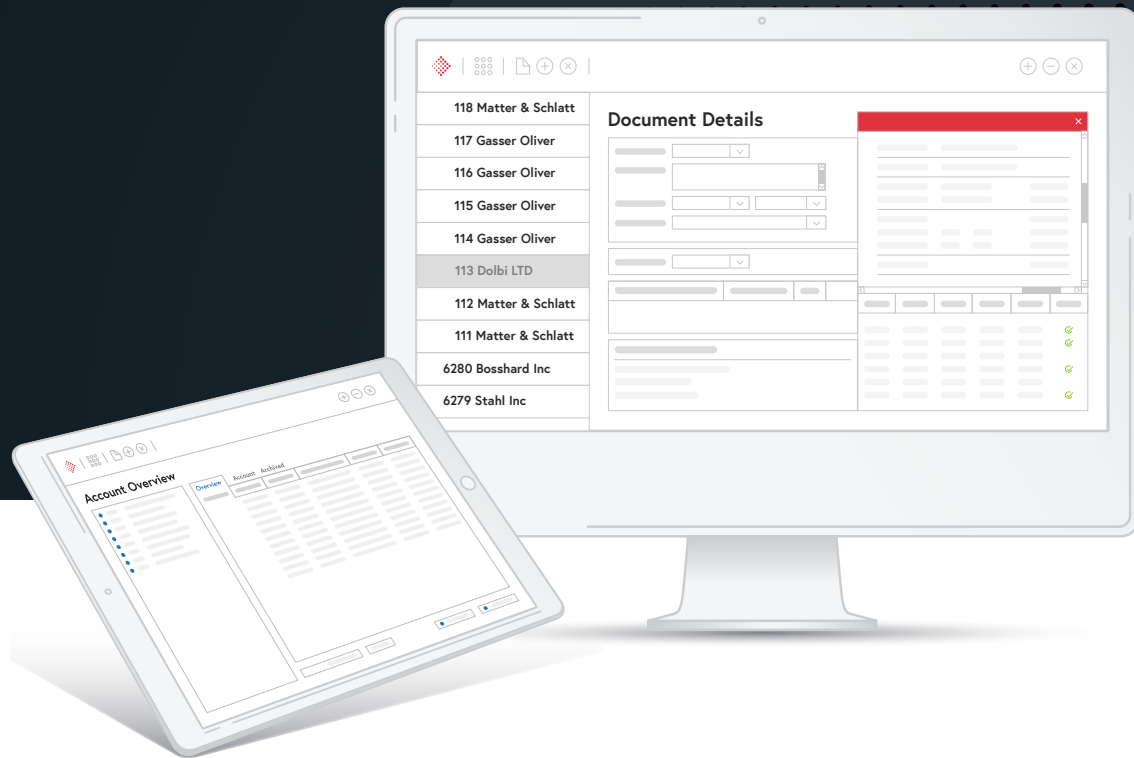 118 Matter & Schlatt
117 Gasser Oliver
116 Gasser Oliver
115 Gasser Oliver
114 Gasser Oliver
113 Dolbi LTD
112 Matter & Schlatt
111 Matter & Schlatt
6280 Bosshard Inc
6279 Stahl Inc
Document Details
Account Overview
Overview Account Archived